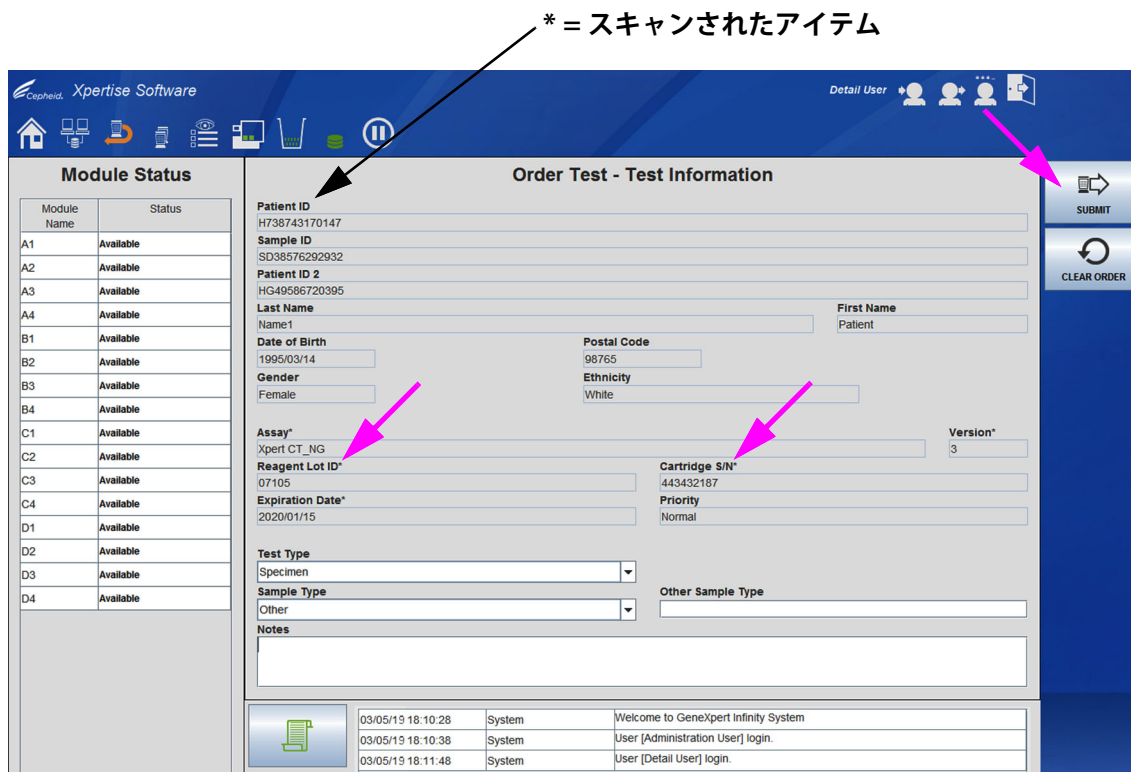 * = スキャンされたアイテム
Cepheid. Xpertise Software
Detail User
Module Status
Module Name Status
A1 Available
A2 Available
A3 Available
A4 Available
B1 Available
B2 Available
B3 Available
B4 Available
C1 Available
C2 Available
C3 Available
C4 Available
D1 Available
D2 Available
D3 Available
D4 Available
Order Test - Test Information
Patient ID
H738743170147
Sample ID
SD38576292932
Patient ID 2
HG49586720395
Last Name First Name
Name1 Patient
Date of Birth Postal Code
1995/03/14 98765
Gender Ethnicity
Female White
Assay* Version*
Xpert CT_NG 3
Reagent Lot ID* Cartridge S/N*
07105 443432187
Expiration Date* Priority
2020/01/15 Normal
Test Type
Specimen
Sample Type Other Sample Type
Other
Notes
SUBMIT
CLEAR ORDER
03/05/19 18:10:28 System Welcome to GeneXpert Infinity System
03/05/19 18:10:38 System User [Administration User] login.
03/05/19 18:11:48 System User [Detail User] login.